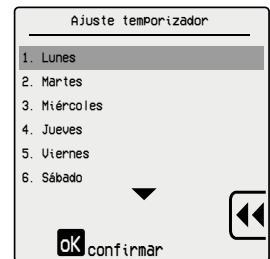 Ajuste temporizador
1. Lunes
2. Martes
3. Miércoles
4. Jueves
5. Viernes
6. Sábado
oK confirmar